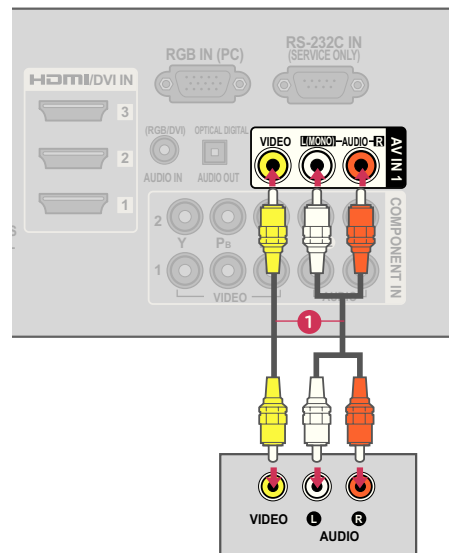 RGB IN (PC)
RS-232C IN
(SERVICE ONLY)
HDMI/DVI IN
3
2
1
(RGB/DVI)
AUDIO IN
OPTICAL DIGITAL
AUDIO OUT
VIDEO
L(MONO)
AUDIO
R
AV IN 1
2
Y
PB
1
VIDEO
COMPONENT IN
1
VIDEO
L
R
AUDIO